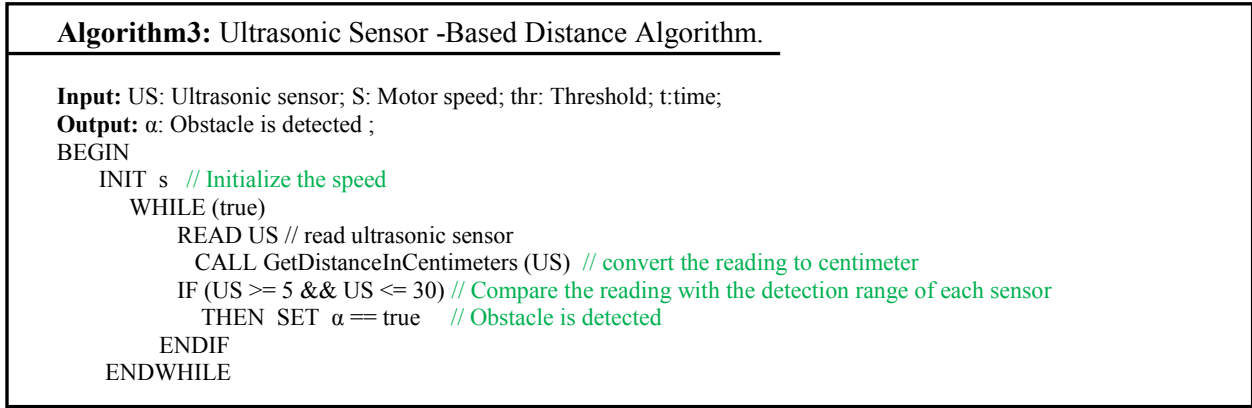 Algorithm3: Ultrasonic Sensor -Based Distance Algorithm.
Input: US: Ultrasonic sensor; S: Motor speed; thr: Threshold; t:time;
Output: α: Obstacle is detected ;
BEGIN
INIT s // Initialize the speed
WHILE (true)
READ US // read ultrasonic sensor
CALL GetDistanceInCentimeters (US) // convert the reading to centimeter
IF (US >= 5 && US <= 30) // Compare the reading with the detection range of each sensor
THEN SET α == true // Obstacle is detected
ENDIF
ENDWHILE